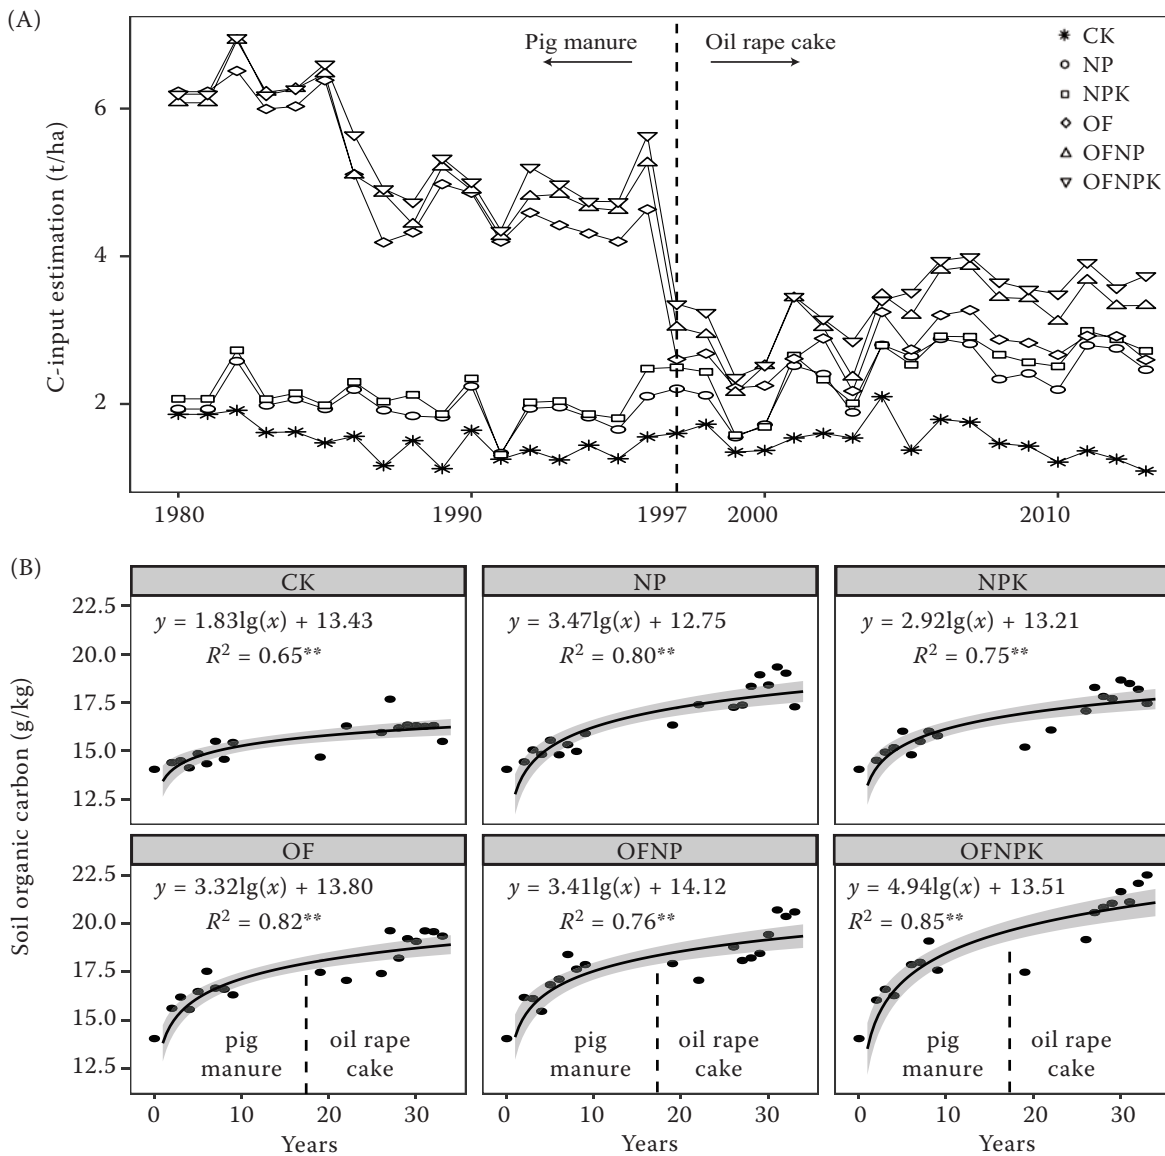 (A)
Pig manure
Oil rape cake
CK
NP
NPK
OF
OFNP
OFNPK
C-input estimation (t/ha)
6
4
2
1980
1990
1997
2000
2010
(B)
Soil organic carbon (g/kg)
CK
NP
NPK
22.5
20.0
17.5
15.0
12.5
y = 1.83lg(x) + 13.43
R² = 0.65**
y = 3.47lg(x) + 12.75
R² = 0.80**
y = 2.92lg(x) + 13.21
R² = 0.75**
OF
OFNP
OFNPK
22.5
20.0
17.5
15.0
12.5
y = 3.32lg(x) + 13.80
R² = 0.82**
pig
manure
oil rape
cake
y = 3.41lg(x) + 14.12
R² = 0.76**
pig
manure
oil rape
cake
y = 4.94lg(x) + 13.51
R² = 0.85**
pig
manure
oil rape
cake
0 10 20 30
0 10 20 30
0 10 20 30
Years
Years
Years